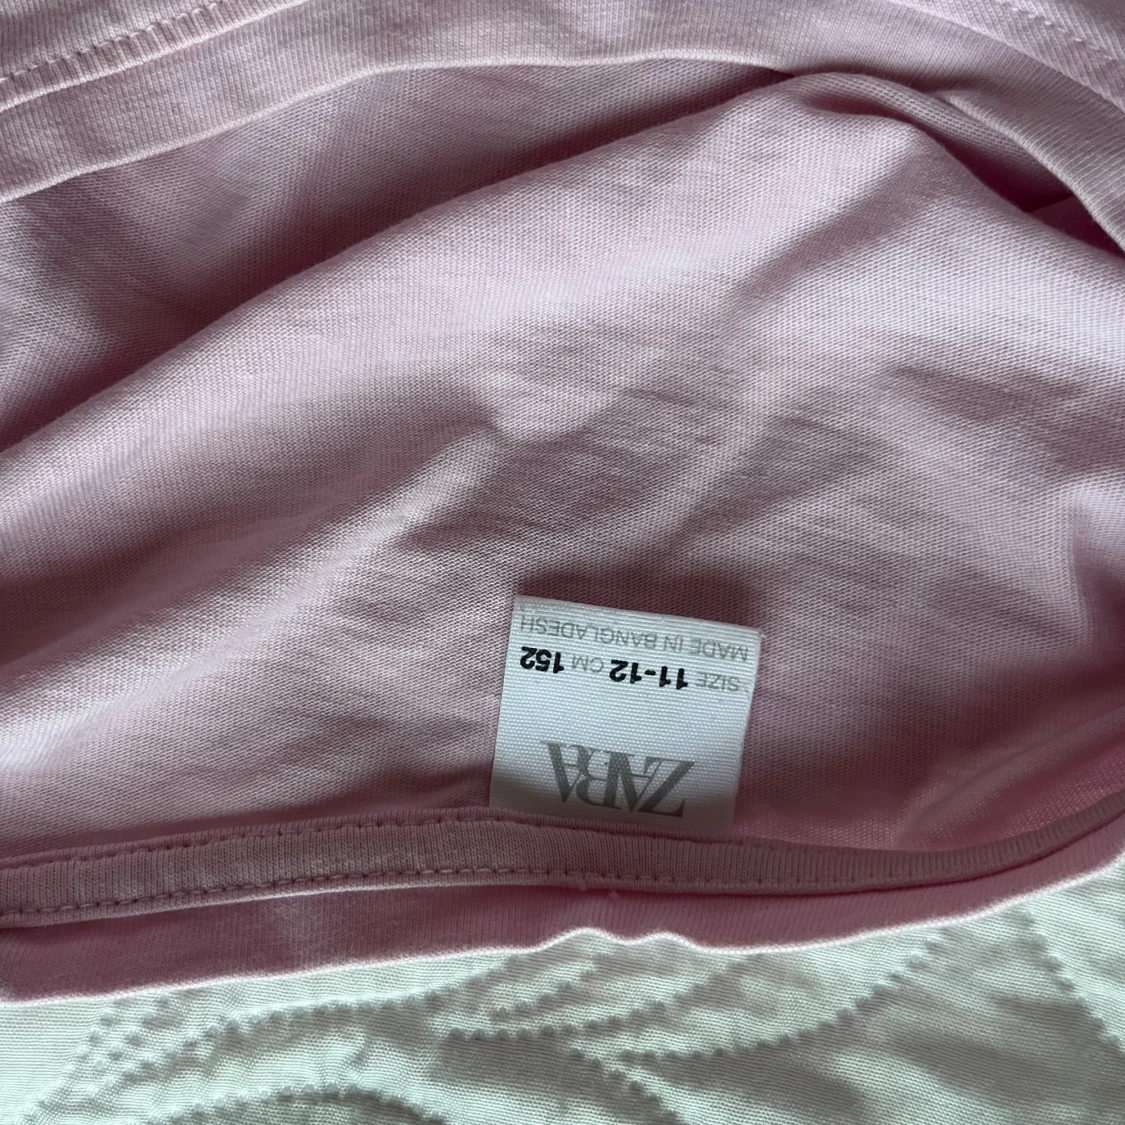 ZARA
SIZE 11-12 CM 152
MADE IN BANGLADESH